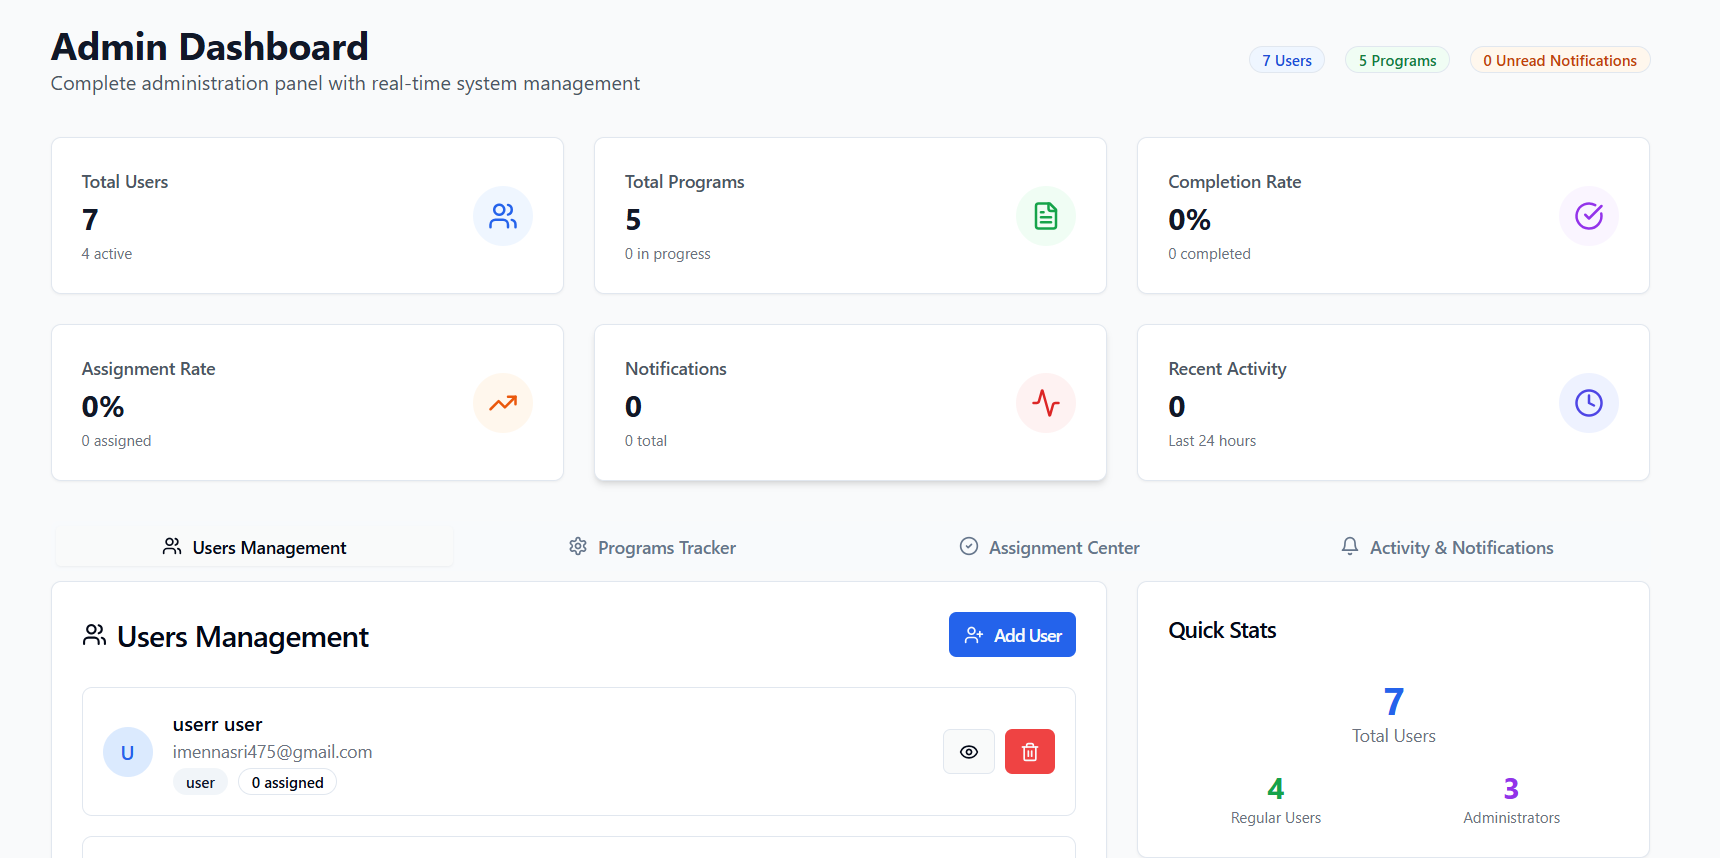 Admin Dashboard
Complete administration panel with real-time system management
7 Users
5 Programs
0 Unread Notifications
Total Users
7
4 active
Total Programs
5
0 in progress
Completion Rate
0%
0 completed
Assignment Rate
0%
0 assigned
Notifications
0
0 total
Recent Activity
0
Last 24 hours
Users Management
Programs Tracker
Assignment Center
Activity & Notifications
Users Management
Add User
U
userr user
imennasri475@gmail.com
user
0 assigned
Quick Stats
7
Total Users
4
Regular Users
3
Administrators